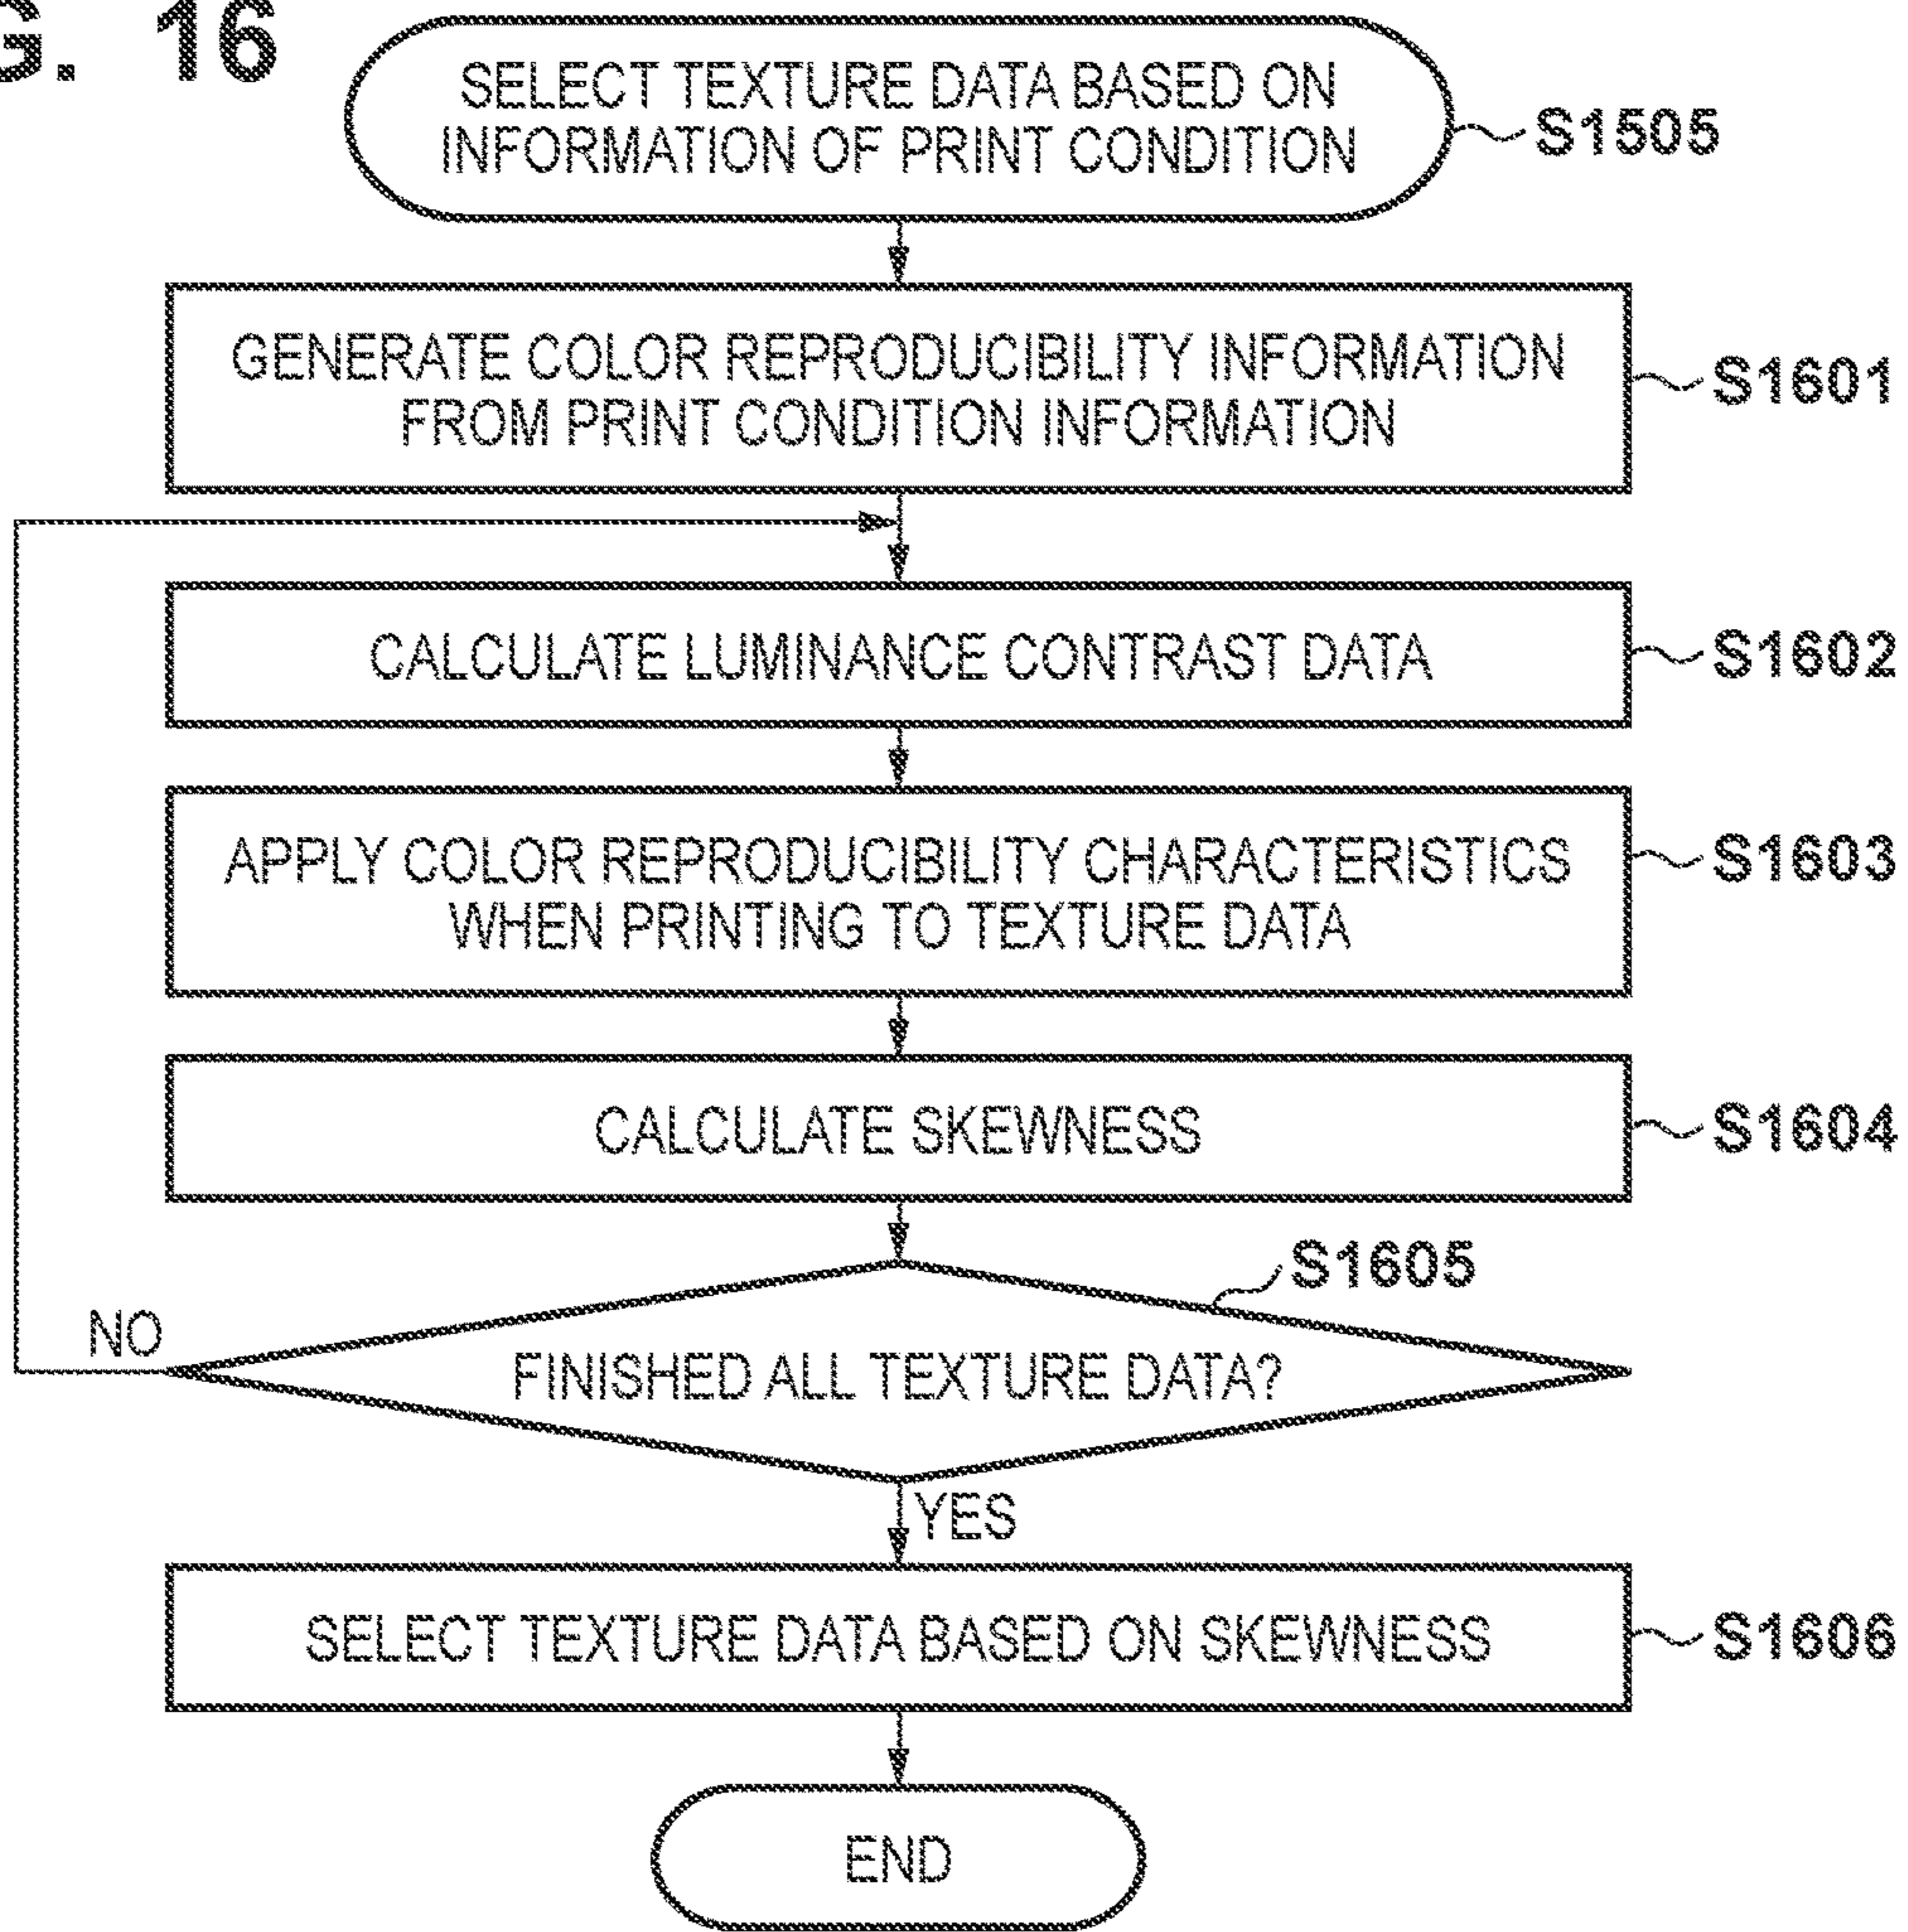 G. 16
SELECT TEXTURE DATA BASED ON
INFORMATION OF PRINT CONDITION
S1505
GENERATE COLOR REPRODUCIBILITY INFORMATION
FROM PRINT CONDITION INFORMATION
S1601
CALCULATE LUMINANCE CONTRAST DATA
S1602
APPLY COLOR REPRODUCIBILITY CHARACTERISTICS
WHEN PRINTING TO TEXTURE DATA
S1603
CALCULATE SKEWNESS
S1604
S1605
NO
FINISHED ALL TEXTURE DATA?
YES
SELECT TEXTURE DATA BASED ON SKEWNESS
S1606
END